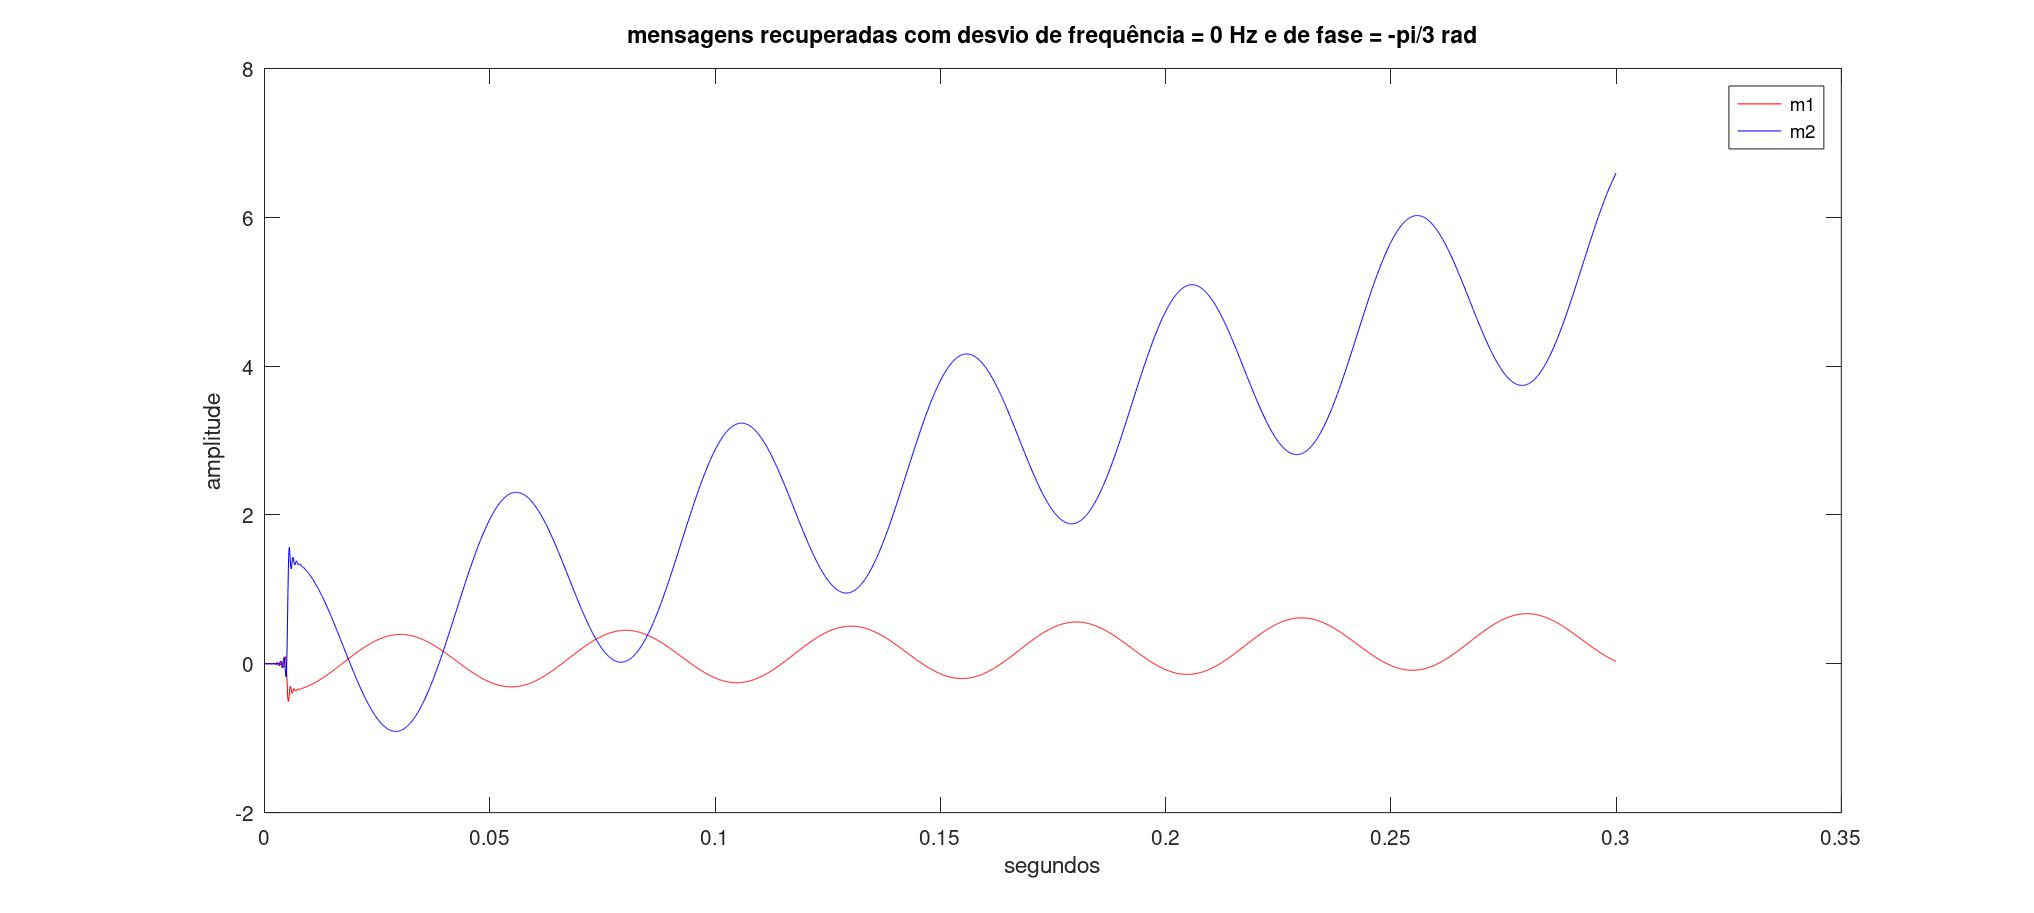 mensagens recuperadas com desvio de frequência = 0 Hz e de fase = -pi/3 rad
8
6
4
2
0
-2
amplitude
m1
m2
0
0.05
0.1
0.15
0.2
0.25
0.3
0.35
segundos